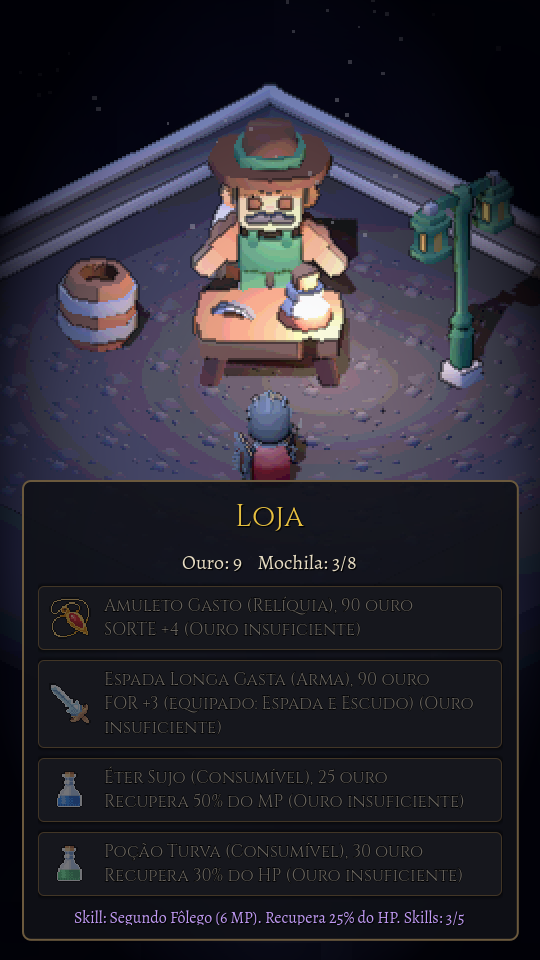 Loja
Ouro: 9 Mochila: 3/8
Amuleto Gasto (Relíquia), 90 ouro
SORTE +4 (Ouro insuficiente)
Espada Longa Gasta (Arma), 90 ouro
FOR +3 (equipado: Espada e Escudo) (Ouro
insuficiente)
Éter Sujo (Consumível), 25 ouro
Recupera 50% do MP (Ouro insuficiente)
Poção Turva (Consumível), 30 ouro
Recupera 30% do HP (Ouro insuficiente)
Skill: Segundo Fôlego (6 MP). Recupera 25% do HP. Skills: 3/5